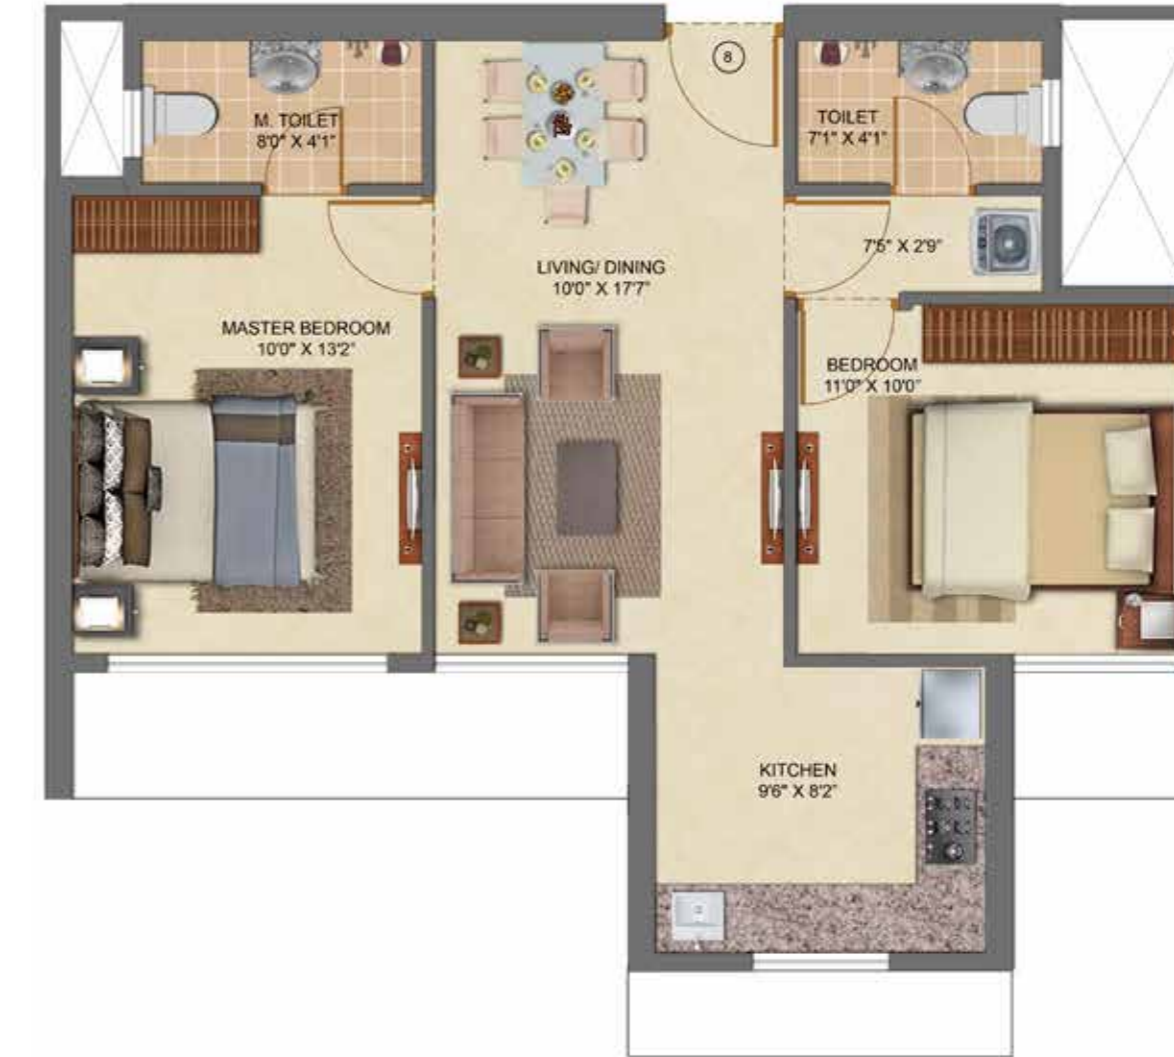 8
M. TOILET
8'0" X 4'1"
TOILET
7'1" X 4'1"
7'5" X 2'9"
LIVING/ DINING
10'0" X 17'7"
MASTER BEDROOM
10'0" X 13'2"
BEDROOM
11'0" X 10'0"
KITCHEN
9'6" X 8'2"